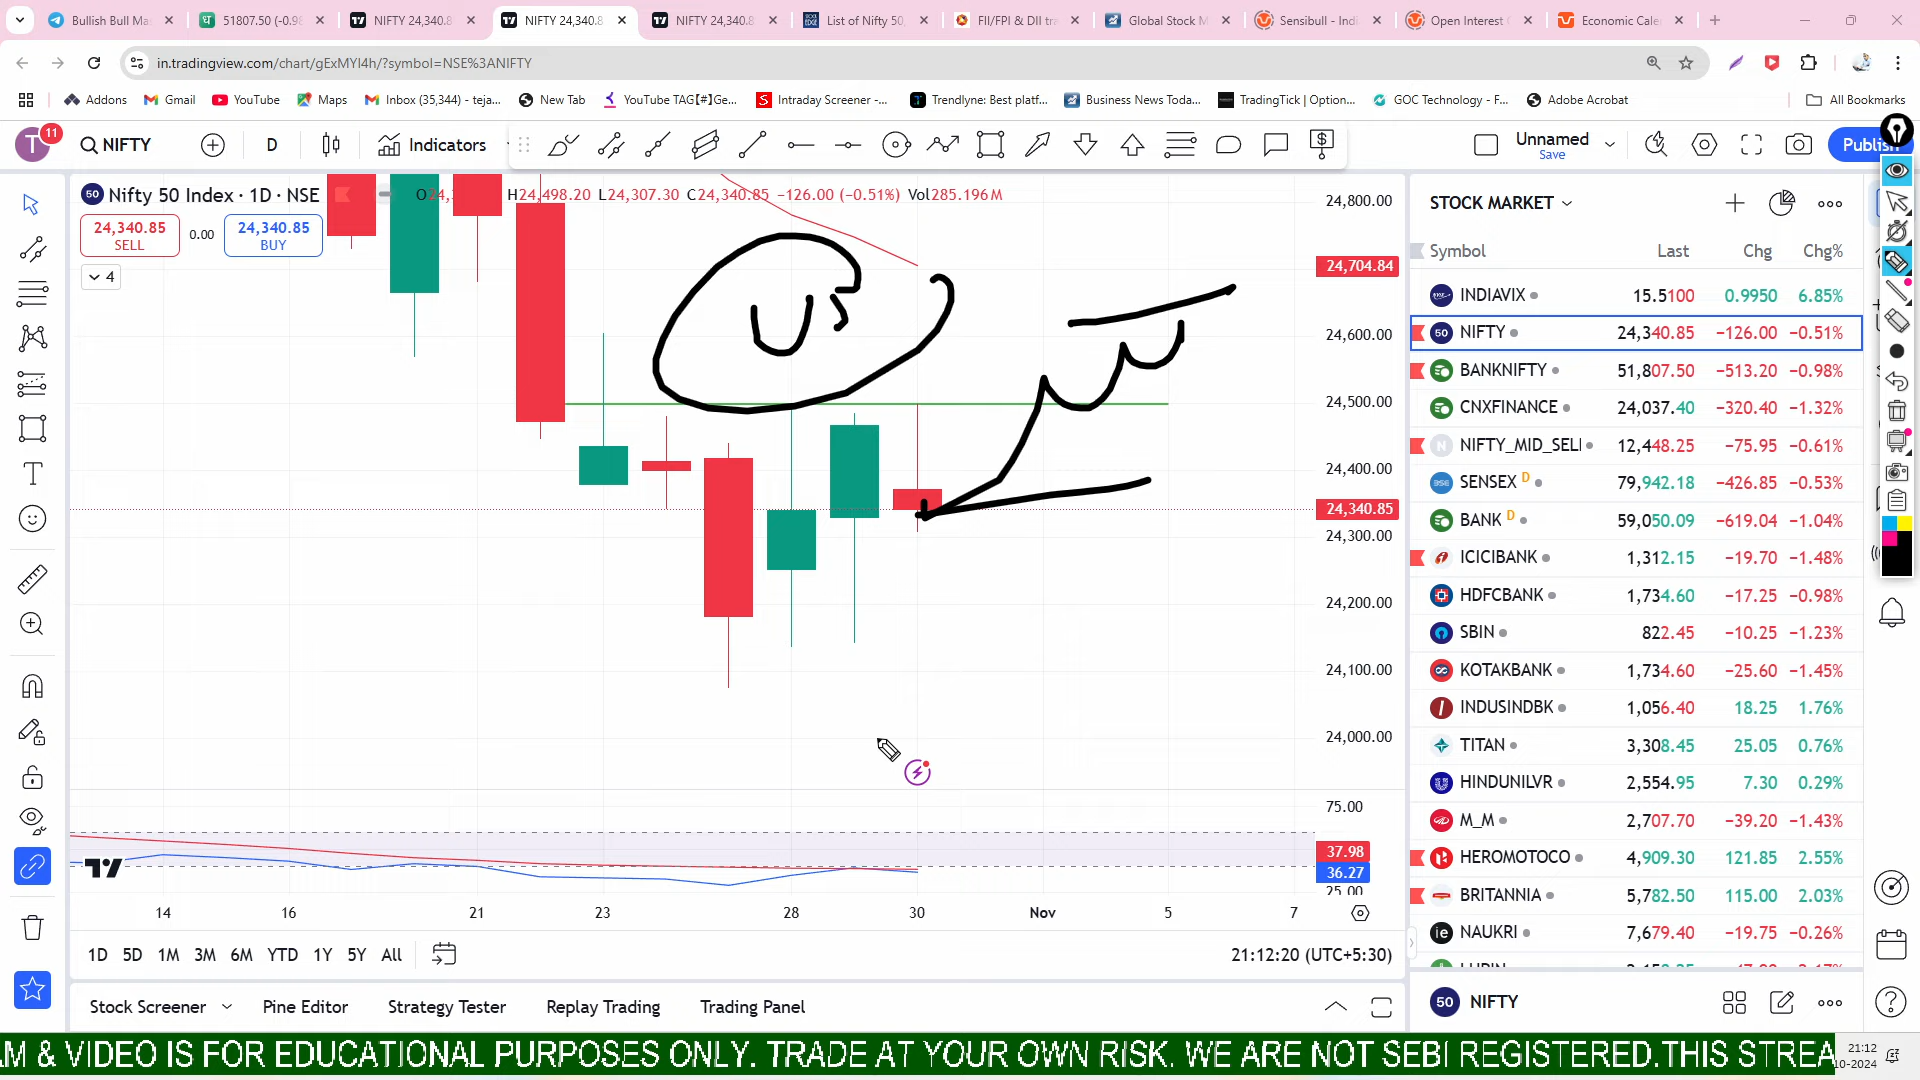 Bullish Bull Ma
51807.50 (-0.98
NIFTY 24,340.8
NIFTY 24,340.8
NIFTY 24,340.8
List of Nifty 50
FII/FPI & DII tra
Global Stock M
Sensibull - Ind
Open Interest
Economic Cale
in.tradingview.com/chart/gExMYI4h/?symbol=NSE%3ANIFTY
Addons
Gmail
YouTube
Maps
Inbox (35,344) - teja...
New Tab
YouTube TAG【#】Ge...
Intraday Screener -...
Trendlyne: Best platf...
Business News Toda...
TradingTick | Option...
GOC Technology - F...
Adobe Acrobat
All Bookmarks
T 11
NIFTY
D
Indicators
Unnamed
Save
Publish
50 Nifty 50 Index · 1D · NSE
H24,498.20 L24,307.30 C24,340.85 −126.00 (−0.51%) Vol285.196 M
24,340.85
SELL
0.00
24,340.85
BUY
4
U's
24,800.00
24,704.84
24,600.00
24,500.00
24,400.00
24,340.85
24,300.00
24,200.00
24,100.00
24,000.00
75.00
37.98
36.27
25.00
14
16
21
23
28
30
Nov
5
7
1D 5D 1M 3M 6M YTD 1Y 5Y All
21:12:20 (UTC+5:30)
Stock Screener
Pine Editor
Strategy Tester
Replay Trading
Trading Panel
STOCK MARKET
Symbol Last Chg Chg%
INDIAVIX 15.5100 0.9950 6.85%
50 NIFTY 24,340.85 −126.00 −0.51%
BANKNIFTY 51,807.50 −513.20 −0.98%
CNXFINANCE 24,037.40 −320.40 −1.32%
N NIFTY_MID_SEL 12,448.25 −75.95 −0.61%
SENSEX D 79,942.18 −426.85 −0.53%
BANK D 59,050.09 −619.04 −1.04%
ICICIBANK 1,312.15 −19.70 −1.48%
HDFCBANK 1,734.60 −17.25 −0.98%
SBIN 822.45 −10.25 −1.23%
KOTAKBANK 1,734.60 −25.60 −1.45%
INDUSINDBK 1,056.40 18.25 1.76%
TITAN 3,308.45 25.05 0.76%
HINDUNILVR 2,554.95 7.30 0.29%
M_M 2,707.70 −39.20 −1.43%
HEROMOTOCO 4,909.30 121.85 2.55%
BRITANNIA 5,782.50 115.00 2.03%
ie NAUKRI 7,679.40 −19.75 −0.26%
50 NIFTY
AM & VIDEO IS FOR EDUCATIONAL PURPOSES ONLY. TRADE AT YOUR OWN RISK. WE ARE NOT SEBI REGISTERED.THIS STREA
21:12
10-2024